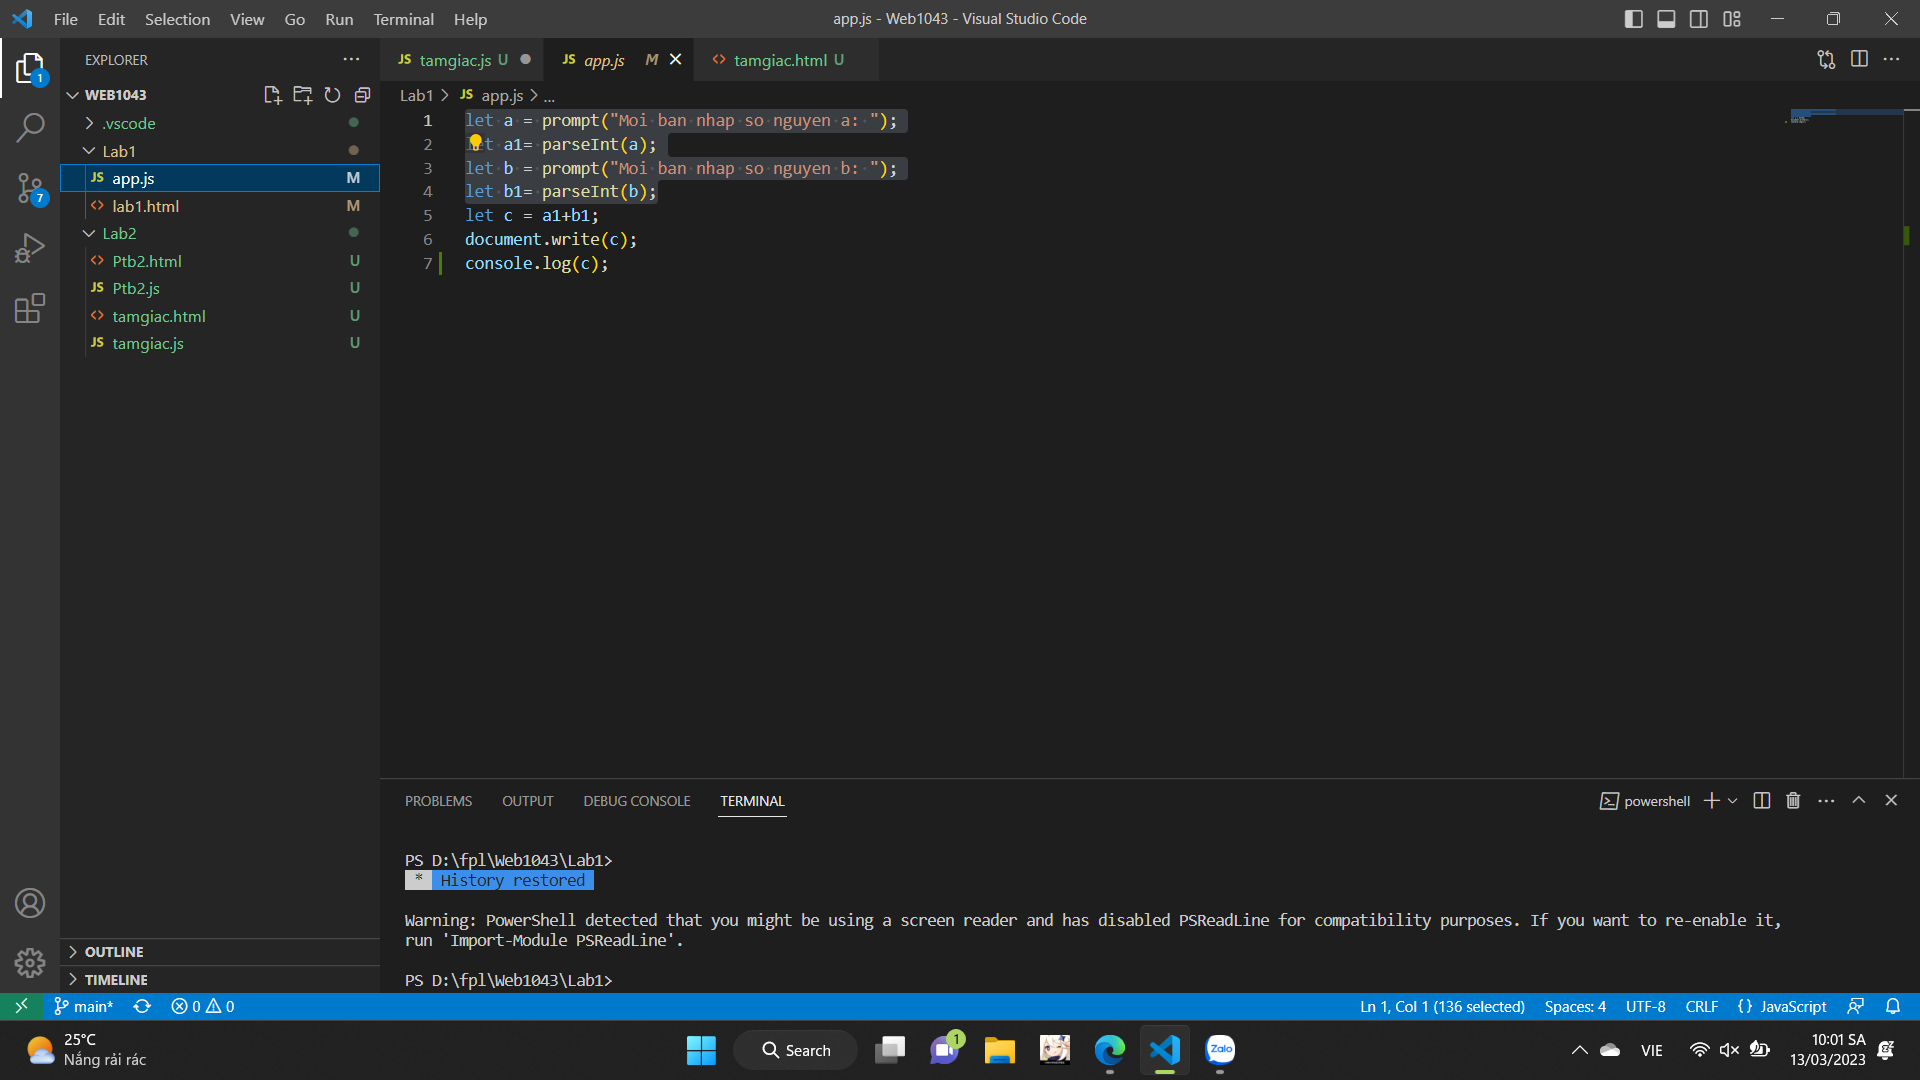 File Edit Selection View Go Run Terminal Help
app.js - Web1043 - Visual Studio Code
EXPLORER
WEB1043
.vscode
Lab1
JS app.js M
<> lab1.html M
Lab2
<> Ptb2.html U
JS Ptb2.js U
<> tamgiac.html U
JS tamgiac.js U
OUTLINE
TIMELINE
1
7
JS tamgiac.js U
JS app.js M
<> tamgiac.html U
Lab1 > JS app.js > ...
1 let a = prompt("Moi ban nhap so nguyen a: ");
2 let a1= parseInt(a);
3 let b = prompt("Moi ban nhap so nguyen b: ");
4 let b1= parseInt(b);
5 let c = a1+b1;
6 document.write(c);
7 console.log(c);
PROBLEMS OUTPUT DEBUG CONSOLE TERMINAL
powershell
PS D:\fpl\Web1043\Lab1>
* History restored
Warning: PowerShell detected that you might be using a screen reader and has disabled PSReadLine for compatibility purposes. If you want to re-enable it,
run 'Import-Module PSReadLine'.
PS D:\fpl\Web1043\Lab1>
main* 0 0
Ln 1, Col 1 (136 selected) Spaces: 4 UTF-8 CRLF {} JavaScript
25°C
Nắng rải rác
Search
1
Zalo
VIE
10:01 SA
13/03/2023